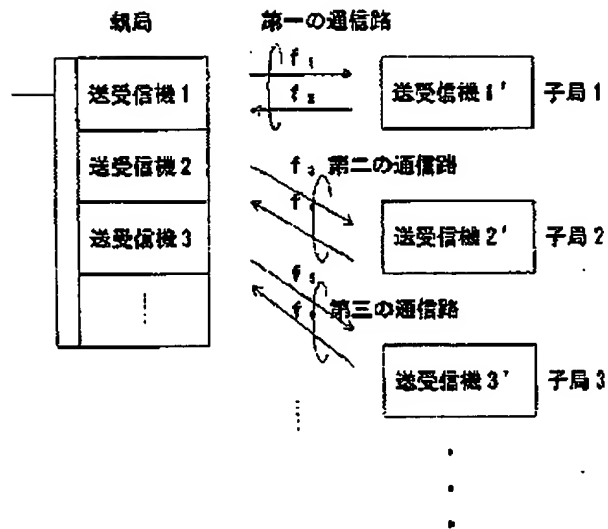 親局
第一の通信路
送受信機1
f1
f2
送受信機1'
子局1
送受信機2
f3
第二の通信路
f
送受信機2'
子局2
送受信機3
f5
第三の通信路
f
送受信機3'
子局3